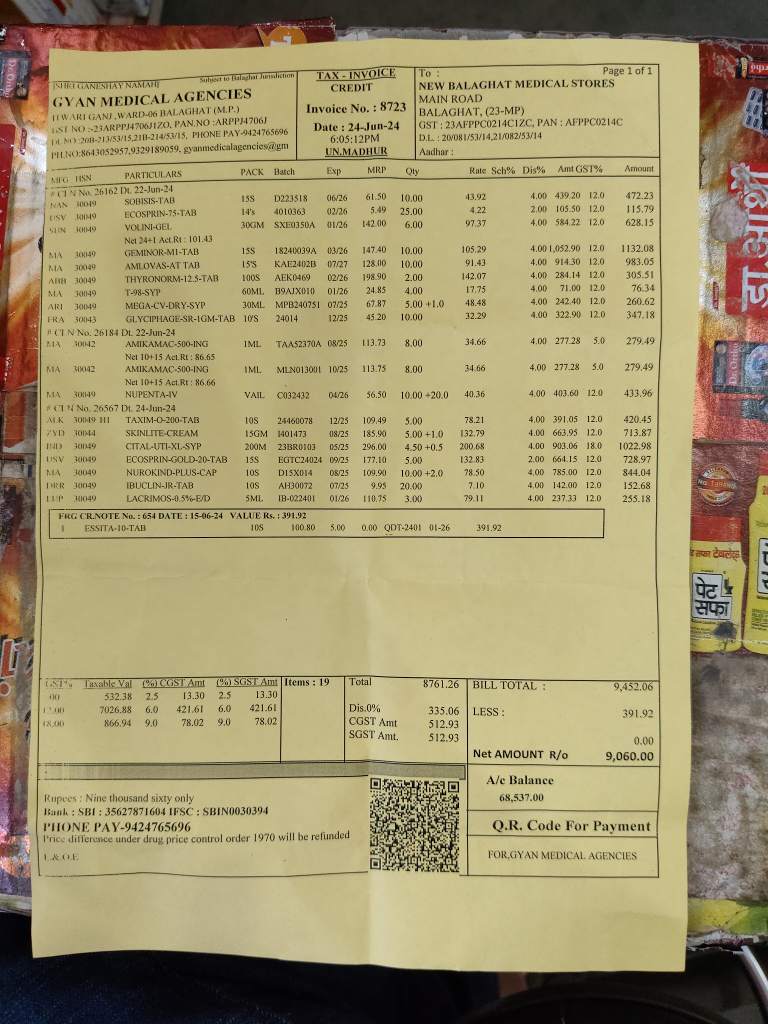 [SHRI GANESHAY NAMAH] Subject to Balaghat Jurisdiction
GYAN MEDICAL AGENCIES
ITWARI GANJ ,WARD-06 BALAGHAT (M.P.)
GST NO :-23ARPPJ4706J1ZO, PAN.NO :ARPPJ4706J
DL NO :20B-213/53/15,21B-214/53/15, PHONE PAY-9424765696
PH.NO:8643052957,9329189059, gyanmedicalagencies@gm
TAX - INVOICE
CREDIT
Invoice No. : 8723
Date : 24-Jun-24
6:05:12PM
UN.MADHUR
To : Page 1 of 1
NEW BALAGHAT MEDICAL STORES
MAIN ROAD
BALAGHAT, (23-MP)
GST : 23AFPPC0214C1ZC, PAN : AFPPC0214C
D.L. : 20/081/53/14,21/082/53/14
Aadhar :
MFG HSN PARTICULARS PACK Batch Exp MRP Qty Rate Sch% Dis% Amt GST% Amount
# CLN No. 26162 Dt. 22-Jun-24
NAN 30049 SOBISIS-TAB 15S D223518 06/26 61.50 10.00 43.92 4.00 439.20 12.0 472.23
USV 30049 ECOSPRIN-75-TAB 14's 4010363 02/26 5.49 25.00 4.22 2.00 105.50 12.0 115.79
SUN 30049 VOLINI-GEL 30GM SXE0350A 01/26 142.00 6.00 97.37 4.00 584.22 12.0 628.15
Net 24+1 Act.Rt : 101.43
MA 30049 GEMINOR-M1-TAB 15S 18240039A 03/26 147.40 10.00 105.29 4.00 1,052.90 12.0 1132.08
MA 30049 AMLOVAS-AT TAB 15'S KAE2402B 07/27 128.00 10.00 91.43 4.00 914.30 12.0 983.05
ABB 30049 THYRONORM-12.5-TAB 100S AEK0469 02/26 198.90 2.00 142.07 4.00 284.14 12.0 305.51
MA 30049 T-98-SYP 60ML B9AJX010 01/26 24.85 4.00 17.75 4.00 71.00 12.0 76.34
ARI 30049 MEGA-CV-DRY-SYP 30ML MPB240751 07/25 67.87 5.00 +1.0 48.48 4.00 242.40 12.0 260.62
FRA 30043 GLYCIPHAGE-SR-1GM-TAB 10'S 24014 12/25 45.20 10.00 32.29 4.00 322.90 12.0 347.18
# CLN No. 26184 Dt. 22-Jun-24
MA 30042 AMIKAMAC-500-ING 1ML TAA52370A 08/25 113.73 8.00 34.66 4.00 277.28 5.0 279.49
Net 10+15 Act.Rt : 86.65
MA 30042 AMIKAMAC-500-ING 1ML MLN013001 10/25 113.75 8.00 34.66 4.00 277.28 5.0 279.49
Net 10+15 Act.Rt : 86.66
MA 30049 NUPENTA-IV VAIL C032432 04/26 56.50 10.00 +20.0 40.36 4.00 403.60 12.0 433.96
# CLN No. 26567 Dt. 24-Jun-24
ALK 30049 H1 TAXIM-O-200-TAB 10S 24460078 12/25 109.49 5.00 78.21 4.00 391.05 12.0 420.45
ZYD 30044 SKINLITE-CREAM 15GM I401473 08/25 185.90 5.00 +1.0 132.79 4.00 663.95 12.0 713.87
IND 30049 CITAL-UTI-XL-SYP 200M 23BR0103 05/25 296.00 4.50 +0.5 200.68 4.00 903.06 18.0 1022.98
USV 30049 ECOSPRIN-GOLD-20-TAB 15S EGTC24024 09/25 177.10 5.00 132.83 2.00 664.15 12.0 728.97
MA 30049 NUROKIND-PLUS-CAP 10S D15X014 08/25 109.90 10.00 +2.0 78.50 4.00 785.00 12.0 844.04
DRR 30049 IBUCLIN-JR-TAB 10S AH30072 07/25 9.95 20.00 7.10 4.00 142.00 12.0 152.68
LUP 30049 LACRIMOS-0.5%-E/D 5ML IB-022401 01/26 110.75 3.00 79.11 4.00 237.33 12.0 255.18
FRG CR.NOTE No. : 654 DATE : 15-06-24 VALUE Rs. : 391.92
1 ESSITA-10-TAB 10S 100.80 5.00 0.00 QDT-2401 01-26 391.92
GST% Taxable Val (%) CGST Amt (%) SGST Amt
.00 532.38 2.5 13.30 2.5 13.30
12.00 7026.88 6.0 421.61 6.0 421.61
18.00 866.94 9.0 78.02 9.0 78.02
Items : 19
Total 8761.26
Dis.0% 335.06
CGST Amt 512.93
SGST Amt. 512.93
BILL TOTAL : 9,452.06
LESS : 391.92
0.00
Net AMOUNT R/o 9,060.00
Rupees : Nine thousand sixty only
Bank : SBI : 35627871604 IFSC : SBIN0030394
PHONE PAY-9424765696
Price difference under drug price control order 1970 will be refunded
E.& O.E
A/c Balance
68,537.00
Q.R. Code For Payment
FOR,GYAN MEDICAL AGENCIES
डा.आर्थो
Dr.Ortho
पेट
सफा